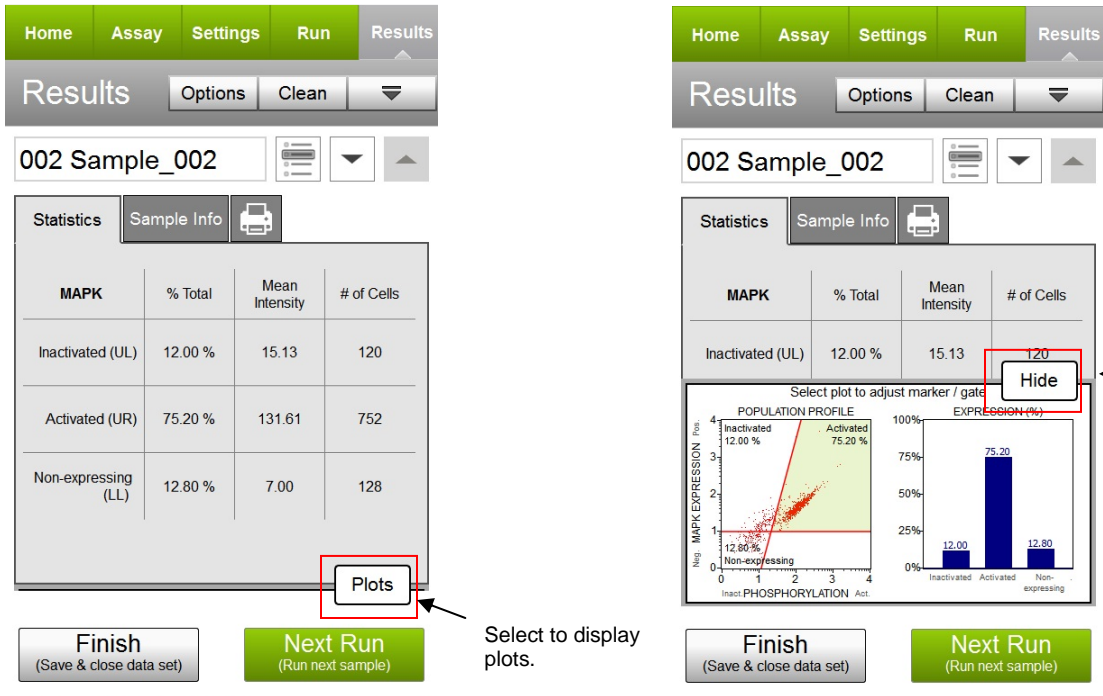 Home Assay Settings Run Results
Results Options Clean
002 Sample_002
Statistics Sample Info
MAPK % Total Mean Intensity # of Cells
Inactivated (UL) 12.00 % 15.13 120
Activated (UR) 75.20 % 131.61 752
Non-expressing (LL) 12.80 % 7.00 128
Plots
Finish
(Save & close data set)
Next Run
(Run next sample)
Select to display
plots.
Home Assay Settings Run Results
Results Options Clean
002 Sample_002
Statistics Sample Info
MAPK % Total Mean Intensity # of Cells
Inactivated (UL) 12.00 % 15.13 120
Hide
Select plot to adjust marker / gate
POPULATION PROFILE
Inactivated
12.00 %
Activated
75.20 %
12.80 %
Non-expressing
Neg. MAPK EXPRESSION Pos.
4
3
2
1
0
0 1 2 3 4
Inact. PHOSPHORYLATION Act.
EXPRESSION (%)
100%
75%
50%
25%
0%
12.00 75.20 12.80
Inactivated Activated Non-
expressing
Finish
(Save & close data set)
Next Run
(Run next sample)